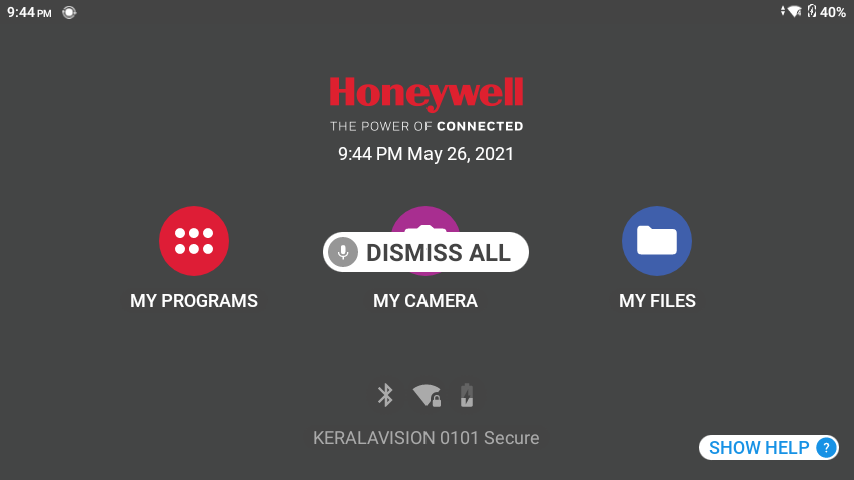 9:44 PM 40%
Honeywell
THE POWER OF CONNECTED
9:44 PM May 26, 2021
DISMISS ALL
MY PROGRAMS MY CAMERA MY FILES
KERALAVISION 0101 Secure
SHOW HELP ?